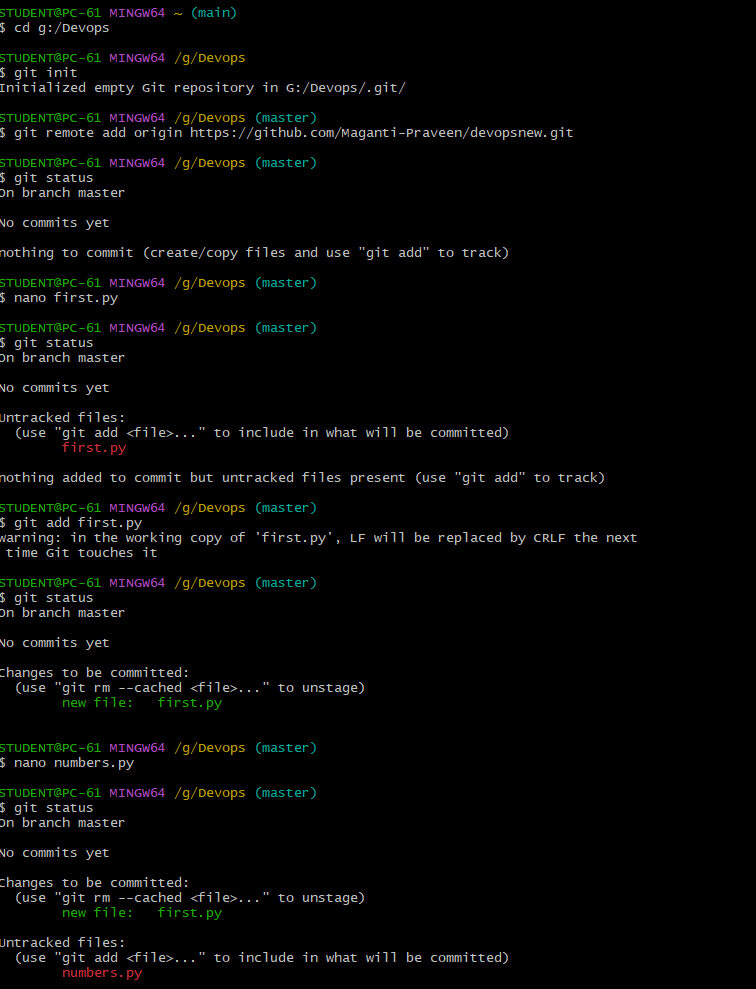 STUDENT@PC-61 MINGW64 ~ (main)
$ cd g:/Devops
STUDENT@PC-61 MINGW64 /g/Devops
$ git init
Initialized empty Git repository in G:/Devops/.git/
STUDENT@PC-61 MINGW64 /g/Devops (master)
$ git remote add origin https://github.com/Maganti-Praveen/devopsnew.git
STUDENT@PC-61 MINGW64 /g/Devops (master)
$ git status
On branch master
No commits yet
nothing to commit (create/copy files and use "git add" to track)
STUDENT@PC-61 MINGW64 /g/Devops (master)
$ nano first.py
STUDENT@PC-61 MINGW64 /g/Devops (master)
$ git status
On branch master
No commits yet
Untracked files:
  (use "git add <file>..." to include in what will be committed)
        first.py
nothing added to commit but untracked files present (use "git add" to track)
STUDENT@PC-61 MINGW64 /g/Devops (master)
$ git add first.py
warning: in the working copy of 'first.py', LF will be replaced by CRLF the next
 time Git touches it
STUDENT@PC-61 MINGW64 /g/Devops (master)
$ git status
On branch master
No commits yet
Changes to be committed:
  (use "git rm --cached <file>..." to unstage)
        new file:   first.py
STUDENT@PC-61 MINGW64 /g/Devops (master)
$ nano numbers.py
STUDENT@PC-61 MINGW64 /g/Devops (master)
$ git status
On branch master
No commits yet
Changes to be committed:
  (use "git rm --cached <file>..." to unstage)
        new file:   first.py
Untracked files:
  (use "git add <file>..." to include in what will be committed)
        numbers.py